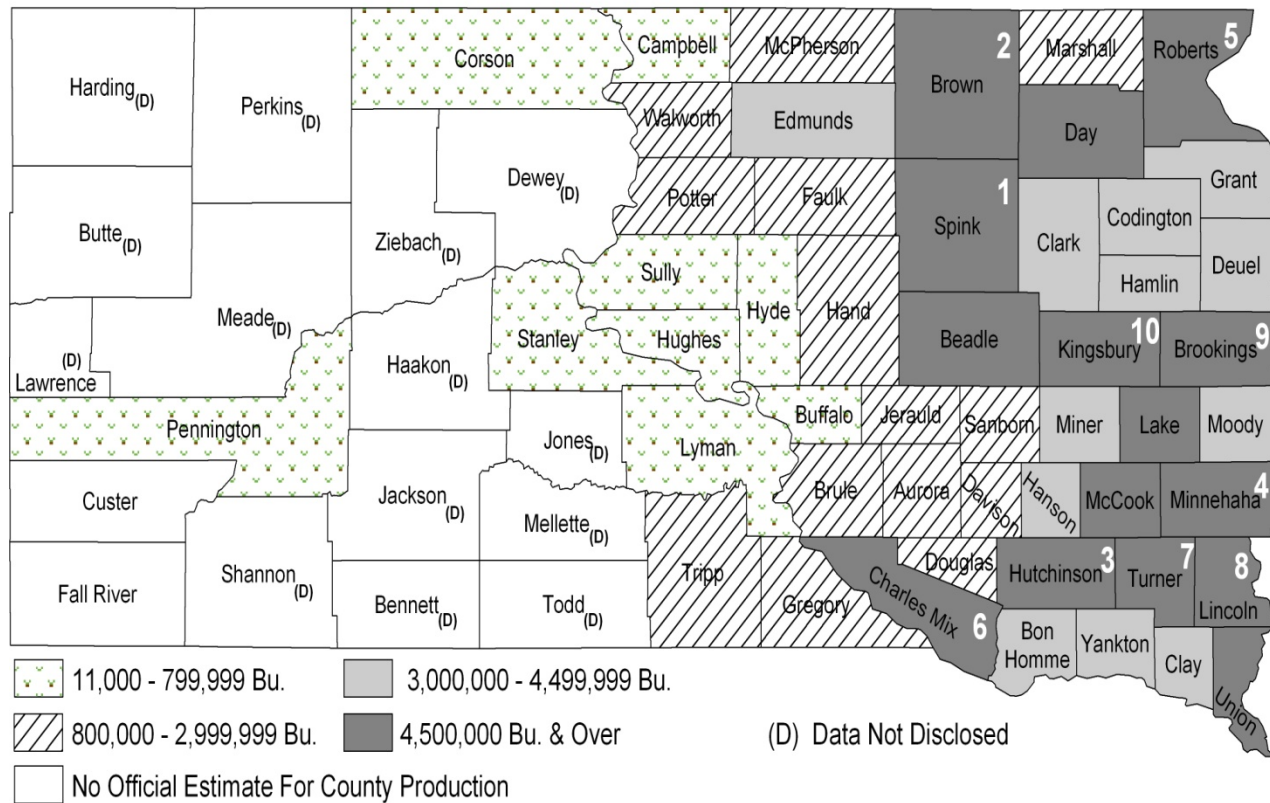 Harding (D)
Perkins (D)
Corson
Campbell
McPherson
Brown
2
Marshall
Roberts
5
Walworth
Edmunds
Day
Butte (D)
Ziebach (D)
Dewey (D)
Potter
Faulk
Spink
1
Clark
Codington
Grant
Hamlin
Deuel
Meade (D)
Sully
Hyde
Hand
Stanley
Hughes
Beadle
Kingsbury
10
Brookings
9
Lawrence (D)
Haakon (D)
Pennington
Jones (D)
Lyman
Buffalo
Jerauld
Sanborn
Miner
Lake
Moody
Custer
Jackson (D)
Mellette (D)
Brule
Aurora
Davison
Hanson
McCook
Minnehaha
4
Fall River
Shannon (D)
Bennett (D)
Todd (D)
Tripp
Gregory
Charles Mix
6
Douglas
Hutchinson
3
Turner
7
Lincoln
8
Bon
Homme
Yankton
Clay
Union
11,000 - 799,999 Bu.
3,000,000 - 4,499,999 Bu.
800,000 - 2,999,999 Bu.
4,500,000 Bu. & Over
(D) Data Not Disclosed
No Official Estimate For County Production